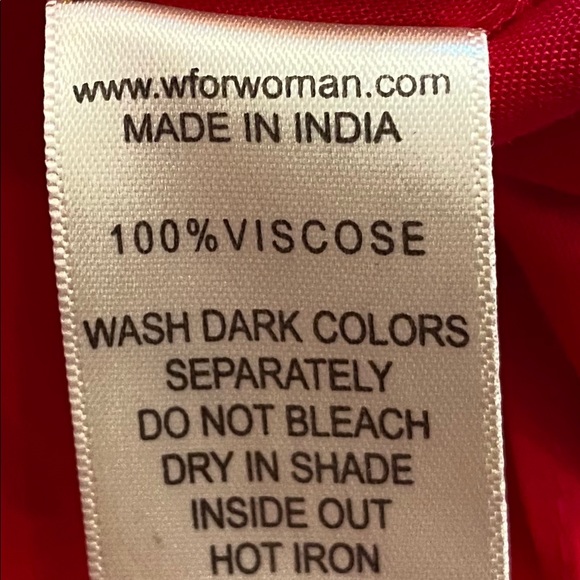 www.wforwoman.com
MADE IN INDIA
100%VISCOSE
WASH DARK COLORS
SEPARATELY
DO NOT BLEACH
DRY IN SHADE
INSIDE OUT
HOT IRON